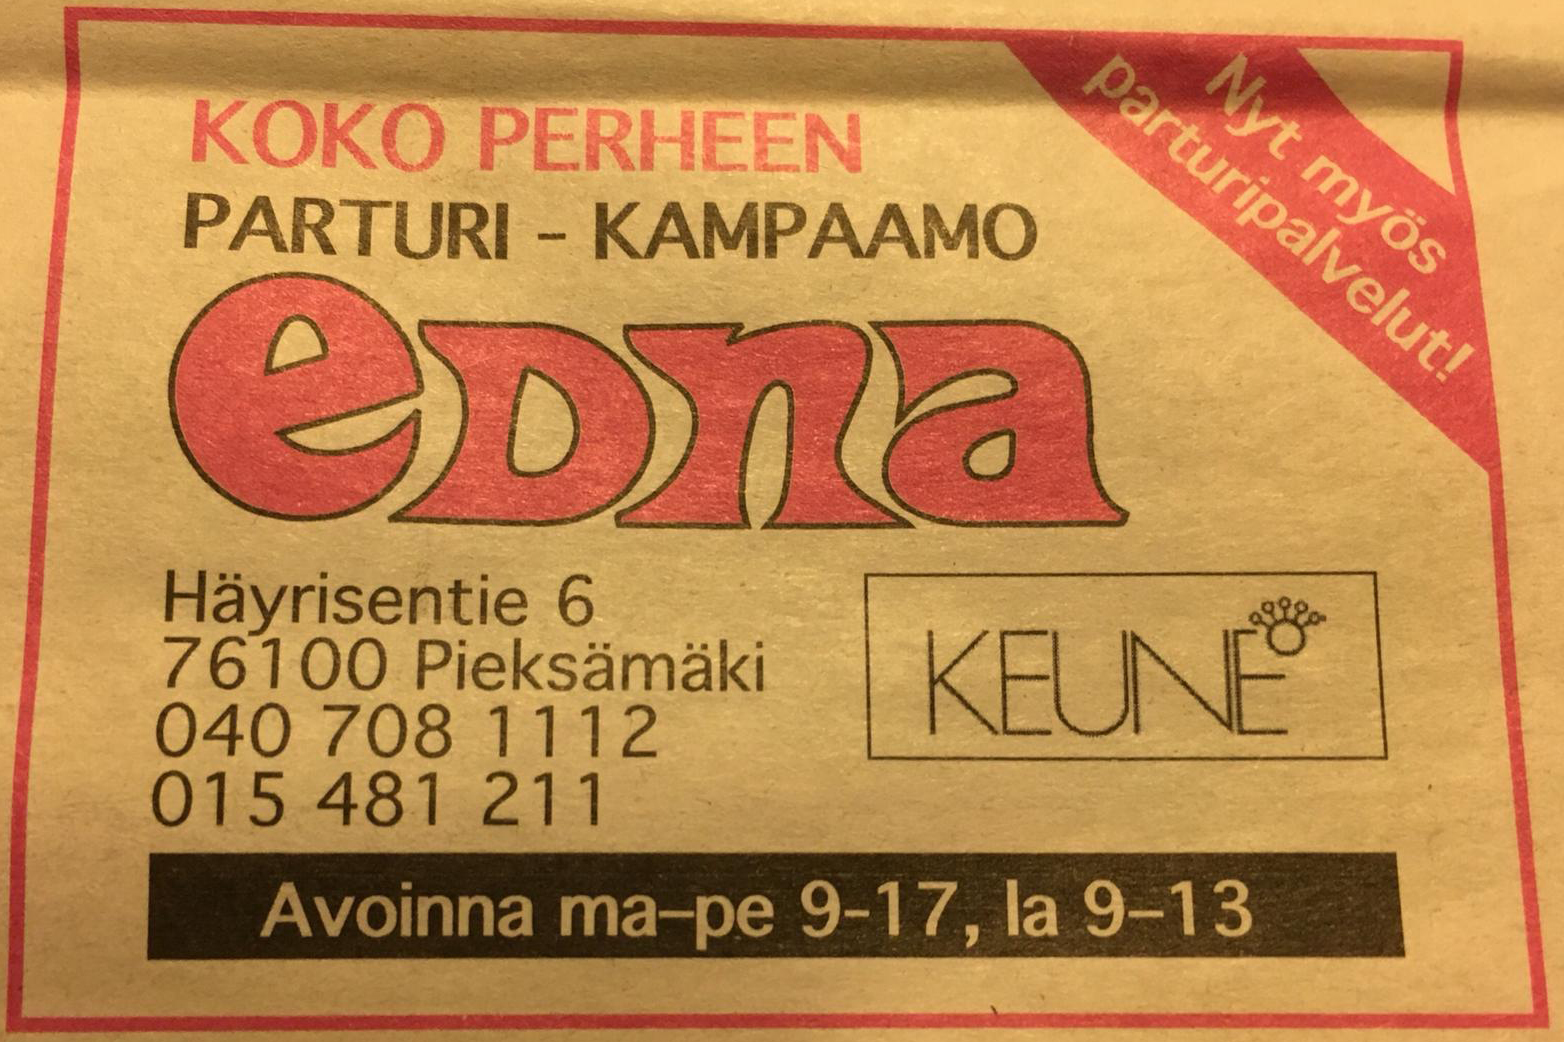 KOKO PERHEEN
PARTURI - KAMPAAMO
edna
Nyt myös
parturipalvelut!
Häyrisentie 6
76100 Pieksämäki
040 708 1112
015 481 211
KEUNE
Avoinna ma–pe 9-17, la 9–13